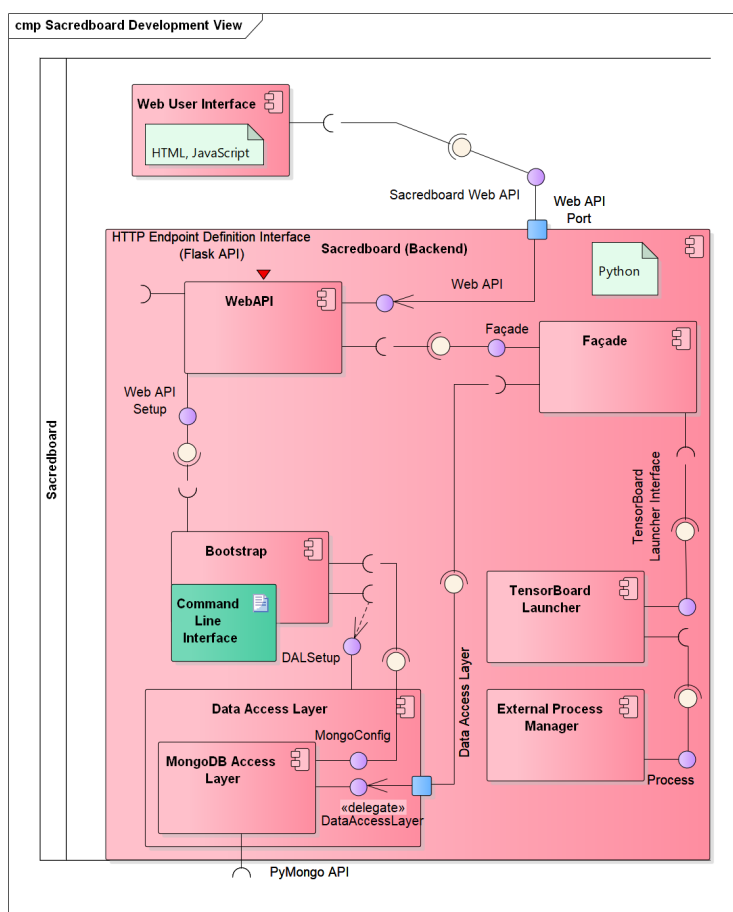 cmp Sacredboard Development View
Sacredboard
Web User Interface
HTML, JavaScript
Sacredboard Web API
Web API
Port
HTTP Endpoint Definition Interface
(Flask API)
Sacredboard (Backend)
Python
WebAPI
Web API
Façade
Façade
Web API
Setup
TensorBoard
Launcher Interface
Bootstrap
Command
Line
Interface
DALSetup
TensorBoard
Launcher
Data Access Layer
Data Access Layer
MongoConfig
MongoDB Access
Layer
External Process
Manager
Process
«delegate»
DataAccessLayer
PyMongo API